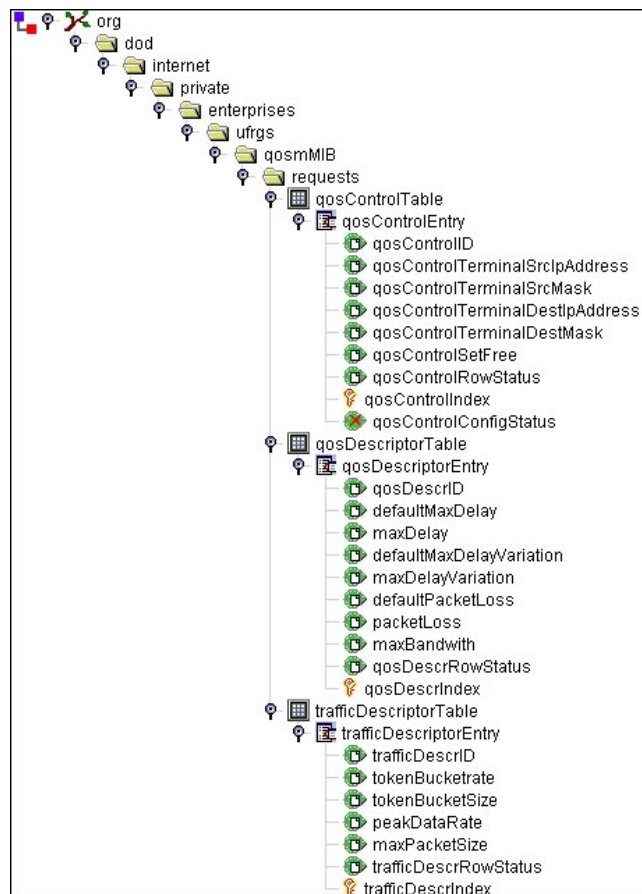 org
dod
internet
private
enterprises
ufrgs
qosmMIB
requests
qosControlTable
qosControlEntry
qosControlID
qosControlTerminalSrcIpAddress
qosControlTerminalSrcMask
qosControlTerminalDestIpAddress
qosControlTerminalDestMask
qosControlSetFree
qosControlRowStatus
qosControlIndex
qosControlConfigStatus
qosDescriptorTable
qosDescriptorEntry
qosDescrID
defaultMaxDelay
maxDelay
defaultMaxDelayVariation
maxDelayVariation
defaultPacketLoss
packetLoss
maxBandwith
qosDescrRowStatus
qosDescrIndex
trafficDescriptorTable
trafficDescriptorEntry
trafficDescrID
tokenBucketrate
tokenBucketSize
peakDataRate
maxPacketSize
trafficDescrRowStatus
trafficDescrIndex